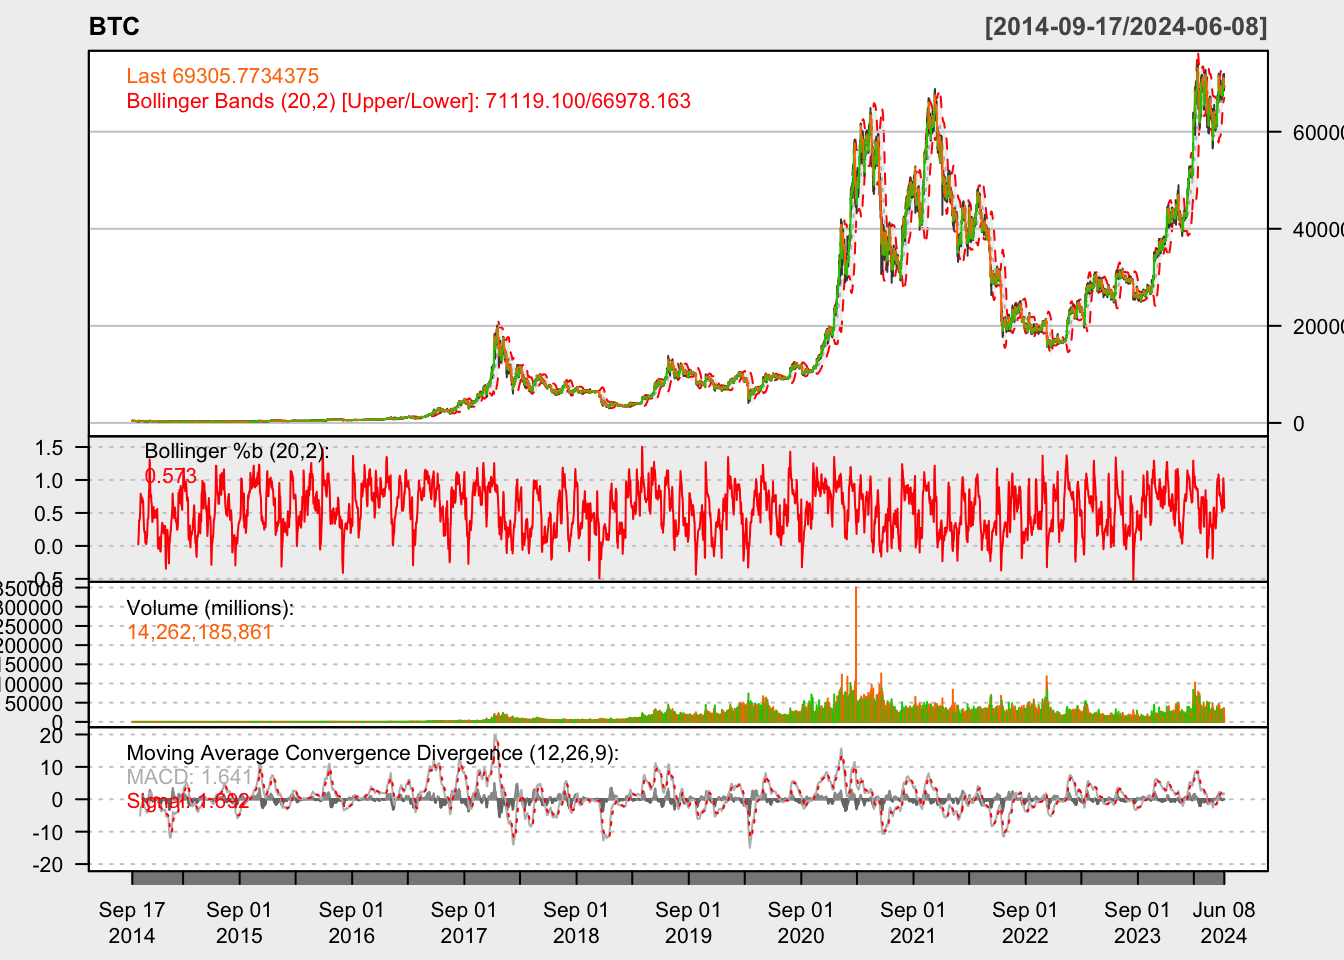 BTC [2014-09-17/2024-06-08]
Last 69305.7734375
Bollinger Bands (20,2) [Upper/Lower]: 71119.100/66978.163
60000
40000
20000
0
Bollinger %b (20,2):
0.573
1.5
1.0
0.5
0.0
-0.5
Volume (millions):
14,262,185,861
350000
300000
250000
200000
150000
100000
50000
0
Moving Average Convergence Divergence (12,26,9):
MACD: 1.641
Signal: 1.692
20
10
0
-10
-20
Sep 17 Sep 01 Sep 01 Sep 01 Sep 01 Sep 01 Sep 01 Sep 01 Sep 01 Sep 01 Jun 08
2014 2015 2016 2017 2018 2019 2020 2021 2022 2023 2024